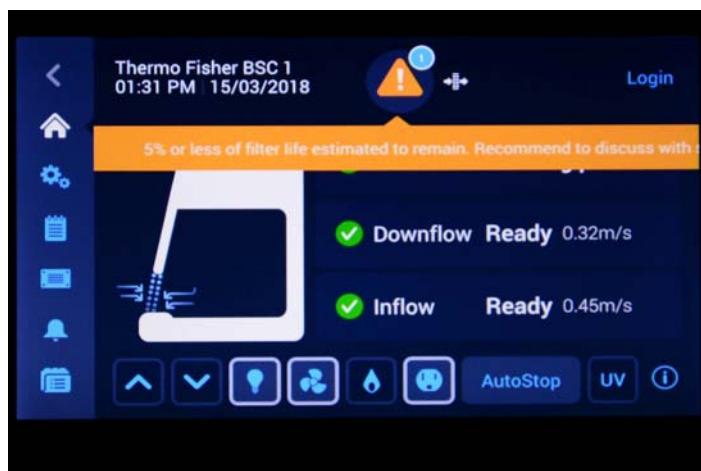 Thermo Fisher BSC 1
01:31 PM 15/03/2018
1
Login
5% or less of filter life estimated to remain. Recommend to discuss with
Downflow Ready 0.32m/s
Inflow Ready 0.45m/s
AutoStop UV